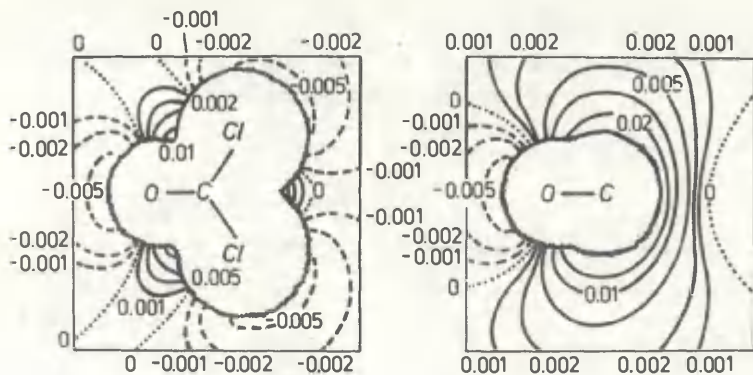 -0.001
0 0 -0.002 -0.002 0.001 0.002 0.002 0.001
-0.005 0.005
0.002 0
-0.001 Cl -0.001 0.02
-0.002 0.01 -0.002
-0.005 O C 0 -0.005 O C 0
-0.001
-0.002 Cl -0.002
-0.001 0.005 -0.001
0.001 -0.005 0 0.01
0
0 -0.001 -0.002 -0.002 0.001 0.002 0.002 0.001